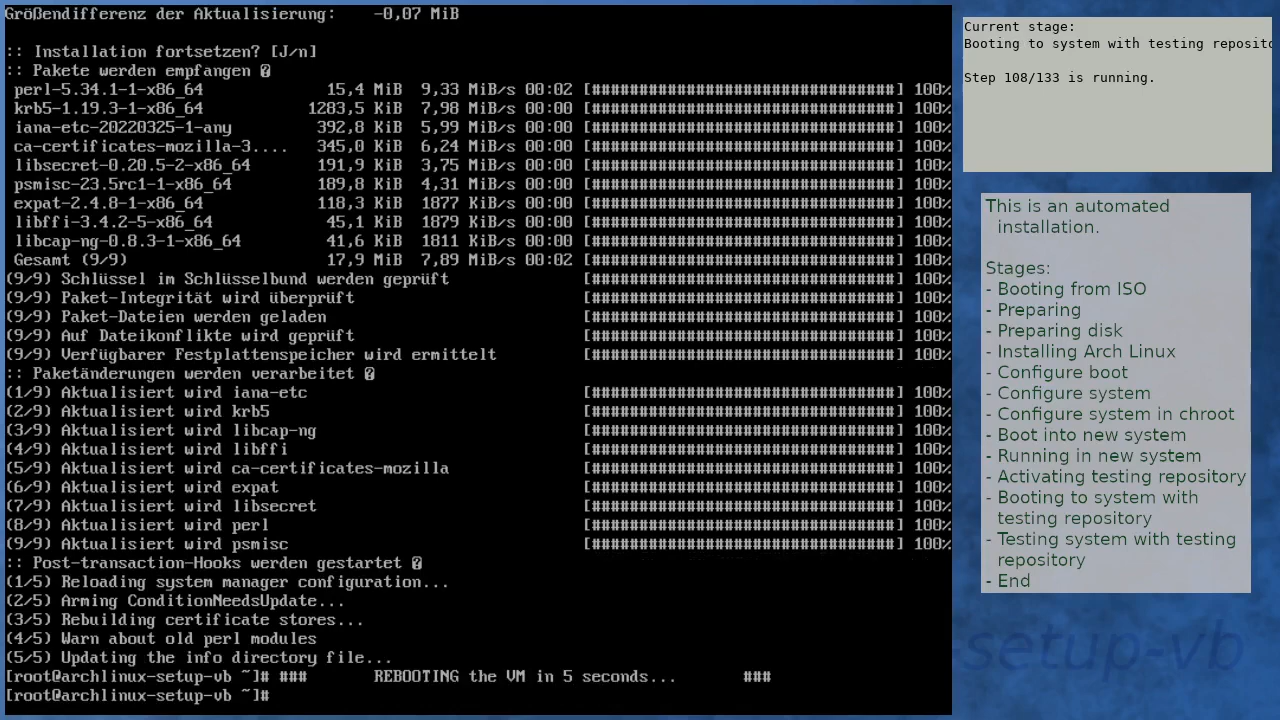 Größendifferenz der Aktualisierung:    -0,07 MiB
:: Installation fortsetzen? [J/n]
:: Pakete werden empfangen �
perl-5.34.1-1-x86_64    15,4 MiB  9,33 MiB/s 00:02 [################################] 100%
krb5-1.19.3-1-x86_64    1283,5 KiB  7,98 MiB/s 00:00 [################################] 100%
iana-etc-20220325-1-any    392,8 KiB  5,99 MiB/s 00:00 [################################] 100%
ca-certificates-mozilla-3....    345,0 KiB  6,24 MiB/s 00:00 [################################] 100%
libsecret-0.20.5-2-x86_64    191,9 KiB  3,75 MiB/s 00:00 [################################] 100%
psmisc-23.5rc1-1-x86_64    189,8 KiB  4,31 MiB/s 00:00 [################################] 100%
expat-2.4.8-1-x86_64    118,3 KiB  1877 KiB/s 00:00 [################################] 100%
libffi-3.4.2-5-x86_64    45,1 KiB  1879 KiB/s 00:00 [################################] 100%
libcap-ng-0.8.3-1-x86_64    41,6 KiB  1811 KiB/s 00:00 [################################] 100%
Gesamt (9/9)    17,9 MiB  7,89 MiB/s 00:02 [################################] 100%
(9/9) Schlüssel im Schlüsselbund werden geprüft    [################################] 100%
(9/9) Paket-Integrität wird überprüft    [################################] 100%
(9/9) Paket-Dateien werden geladen    [################################] 100%
(9/9) Auf Dateikonflikte wird geprüft    [################################] 100%
(9/9) Verfügbarer Festplattenspeicher wird ermittelt    [################################] 100%
:: Paketänderungen werden verarbeitet �
(1/9) Aktualisiert wird iana-etc    [################################] 100%
(2/9) Aktualisiert wird krb5    [################################] 100%
(3/9) Aktualisiert wird libcap-ng    [################################] 100%
(4/9) Aktualisiert wird libffi    [################################] 100%
(5/9) Aktualisiert wird ca-certificates-mozilla    [################################] 100%
(6/9) Aktualisiert wird expat    [################################] 100%
(7/9) Aktualisiert wird libsecret    [################################] 100%
(8/9) Aktualisiert wird perl    [################################] 100%
(9/9) Aktualisiert wird psmisc    [################################] 100%
:: Post-transaction-Hooks werden gestartet �
(1/5) Reloading system manager configuration...
(2/5) Arming ConditionNeedsUpdate...
(3/5) Rebuilding certificate stores...
(4/5) Warn about old perl modules
(5/5) Updating the info directory file...
[root@archlinux-setup-vb ~]# ###       REBOOTING the VM in 5 seconds...       ###
[root@archlinux-setup-vb ~]#
Current stage:
Booting to system with testing reposito
Step 108/133 is running.
This is an automated
installation.
Stages:
- Booting from ISO
- Preparing
- Preparing disk
- Installing Arch Linux
- Configure boot
- Configure system
- Configure system in chroot
- Boot into new system
- Running in new system
- Activating testing repository
- Booting to system with
testing repository
- Testing system with testing
repository
- End
-setup-vb